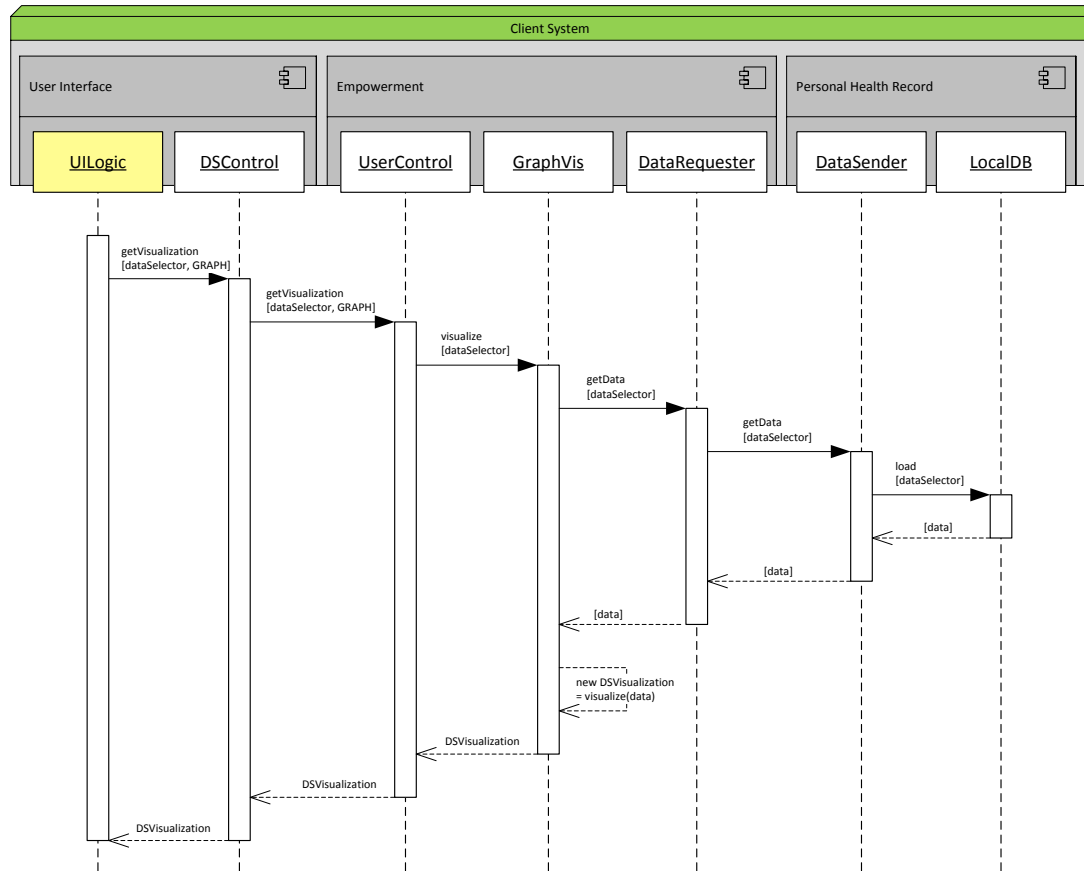 Client System
User Interface
Empowerment
Personal Health Record
UILogic
DSControl
UserControl
GraphVis
DataRequester
DataSender
LocalDB
getVisualization
[dataSelector, GRAPH]
getVisualization
[dataSelector, GRAPH]
visualize
[dataSelector]
getData
[dataSelector]
getData
[dataSelector]
load
[dataSelector]
[data]
[data]
[data]
new DSVisualization
= visualize(data)
DSVisualization
DSVisualization
DSVisualization